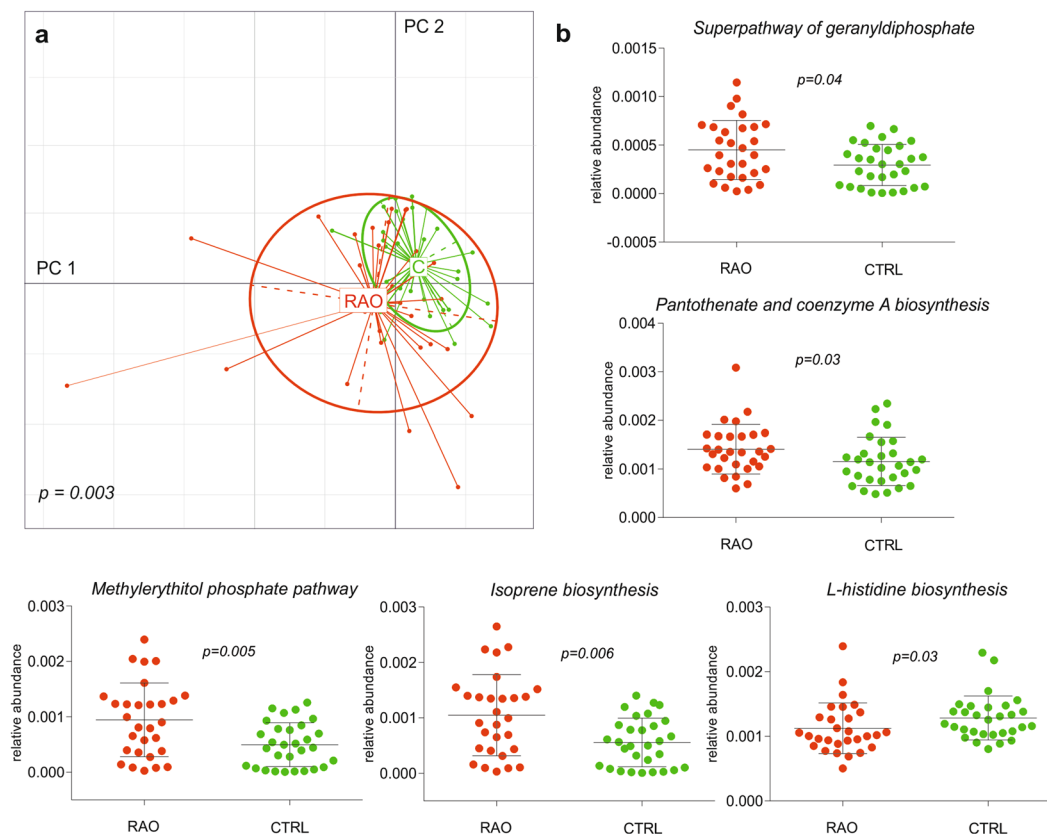 a
PC 2
PC 1
RAO
C
p = 0.003
b
Superpathway of geranyldiphosphate
relative abundance
0.0015
0.0010
0.0005
0.0000
-0.0005
p=0.04
RAO
CTRL
Pantothenate and coenzyme A biosynthesis
relative abundance
0.004
0.003
0.002
0.001
0.000
p=0.03
RAO
CTRL
Methylerythitol phosphate pathway
relative abundance
0.003
0.002
0.001
0.000
p=0.005
RAO
CTRL
Isoprene biosynthesis
relative abundance
0.003
0.002
0.001
0.000
p=0.006
RAO
CTRL
L-histidine biosynthesis
relative abundance
0.003
0.002
0.001
0.000
p=0.03
RAO
CTRL